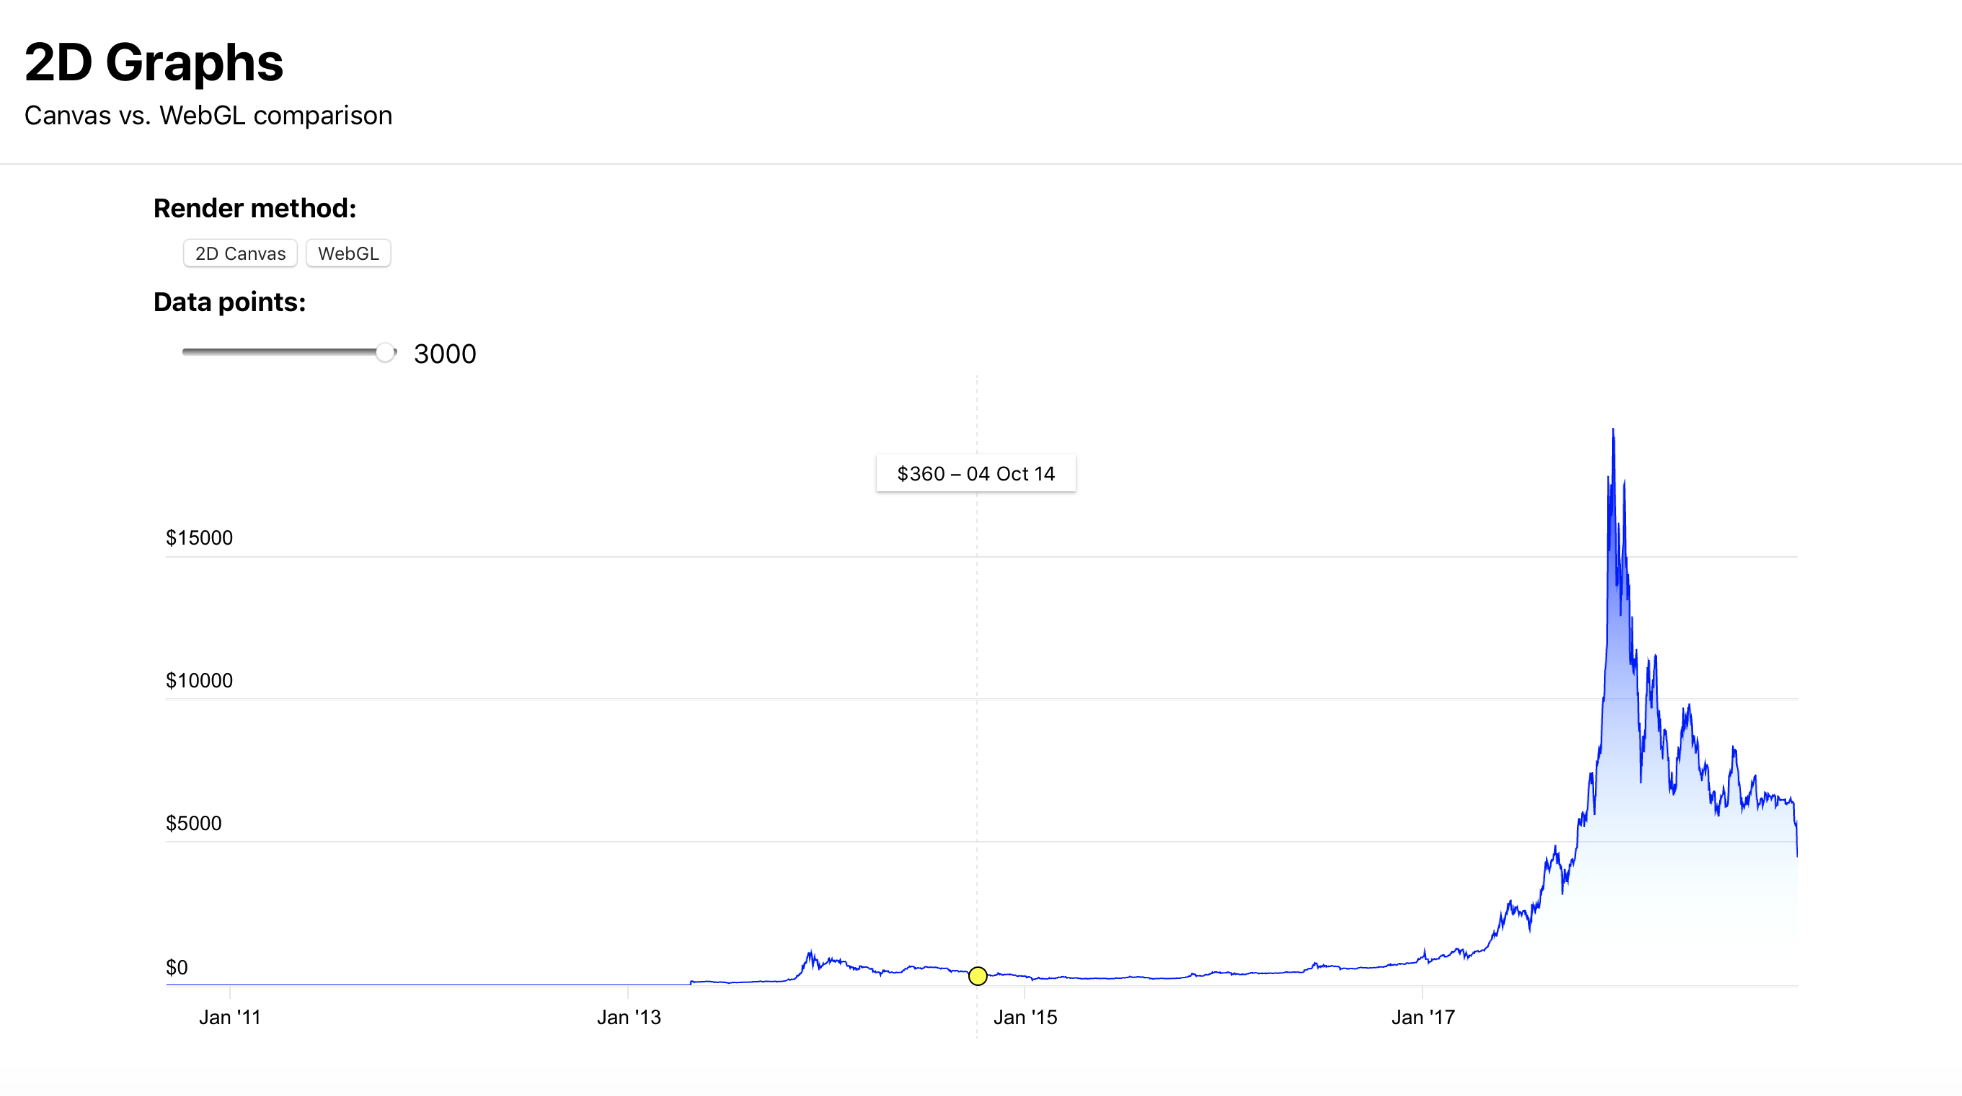 2D Graphs
Canvas vs. WebGL comparison
Render method:
2D Canvas WebGL
Data points:
3000
$360 – 04 Oct 14
$15000
$10000
$5000
$0
Jan '11 Jan '13 Jan '15 Jan '17